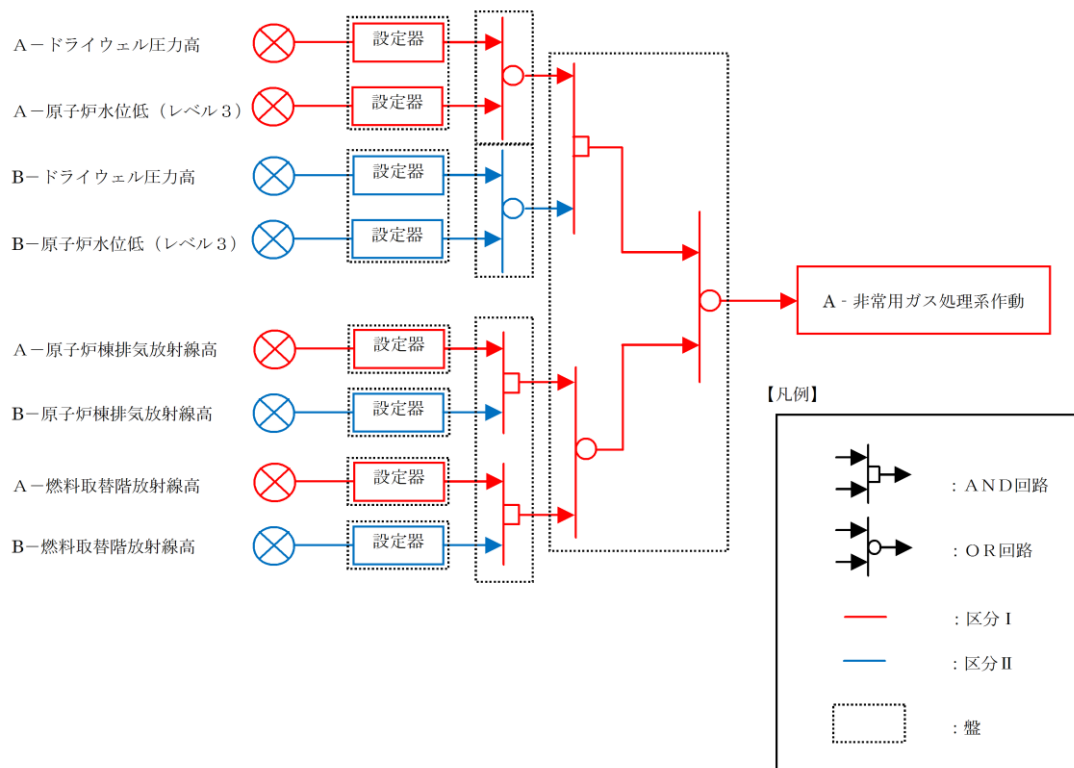 A－ドライウェル圧力高
設定器
A－原子炉水位低（レベル３）
設定器
B－ドライウェル圧力高
設定器
B－原子炉水位低（レベル３）
設定器
A‐非常用ガス処理系作動
A－原子炉棟排気放射線高
設定器
B－原子炉棟排気放射線高
設定器
A－燃料取替階放射線高
設定器
B－燃料取替階放射線高
設定器
【凡例】
：ＡＮＤ回路
：ＯＲ回路
：区分Ⅰ
：区分Ⅱ
：盤